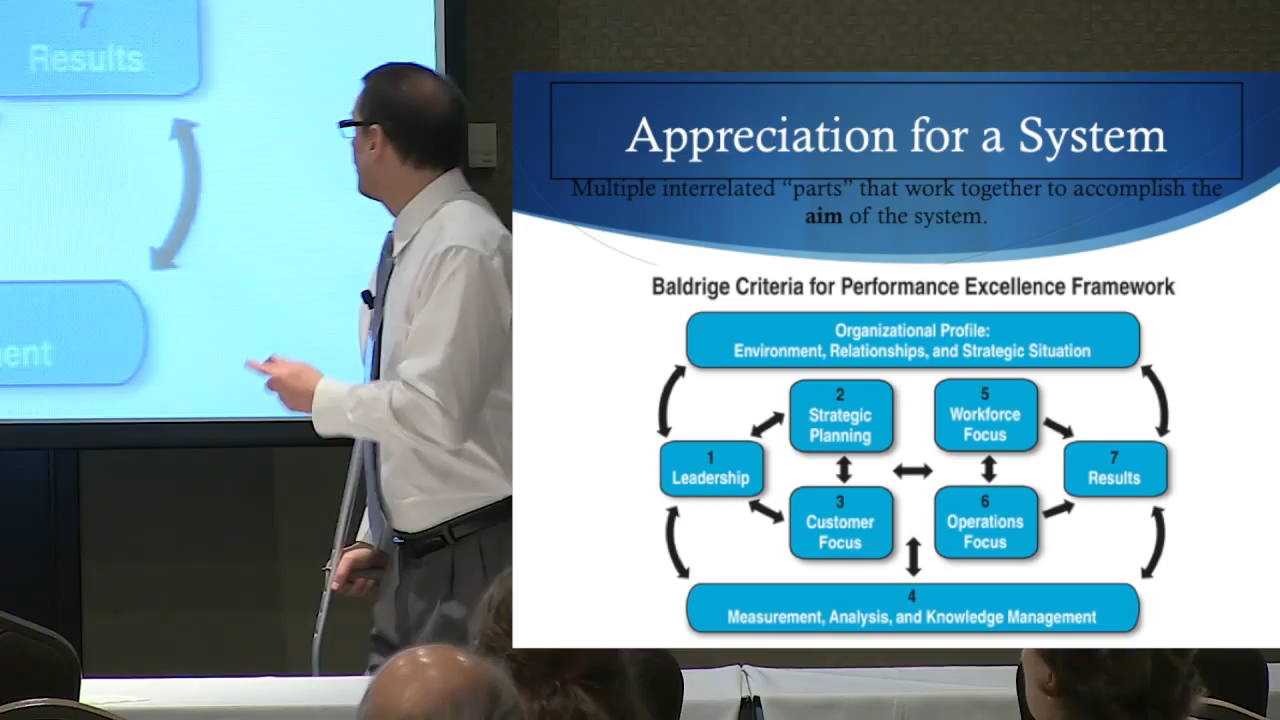 7
Results
ent
Appreciation for a System
Multiple interrelated “parts” that work together to accomplish the
aim of the system.
Baldrige Criteria for Performance Excellence Framework
Organizational Profile:
Environment, Relationships, and Strategic Situation
2
Strategic
Planning
5
Workforce
Focus
1
Leadership
7
Results
3
Customer
Focus
6
Operations
Focus
4
Measurement, Analysis, and Knowledge Management